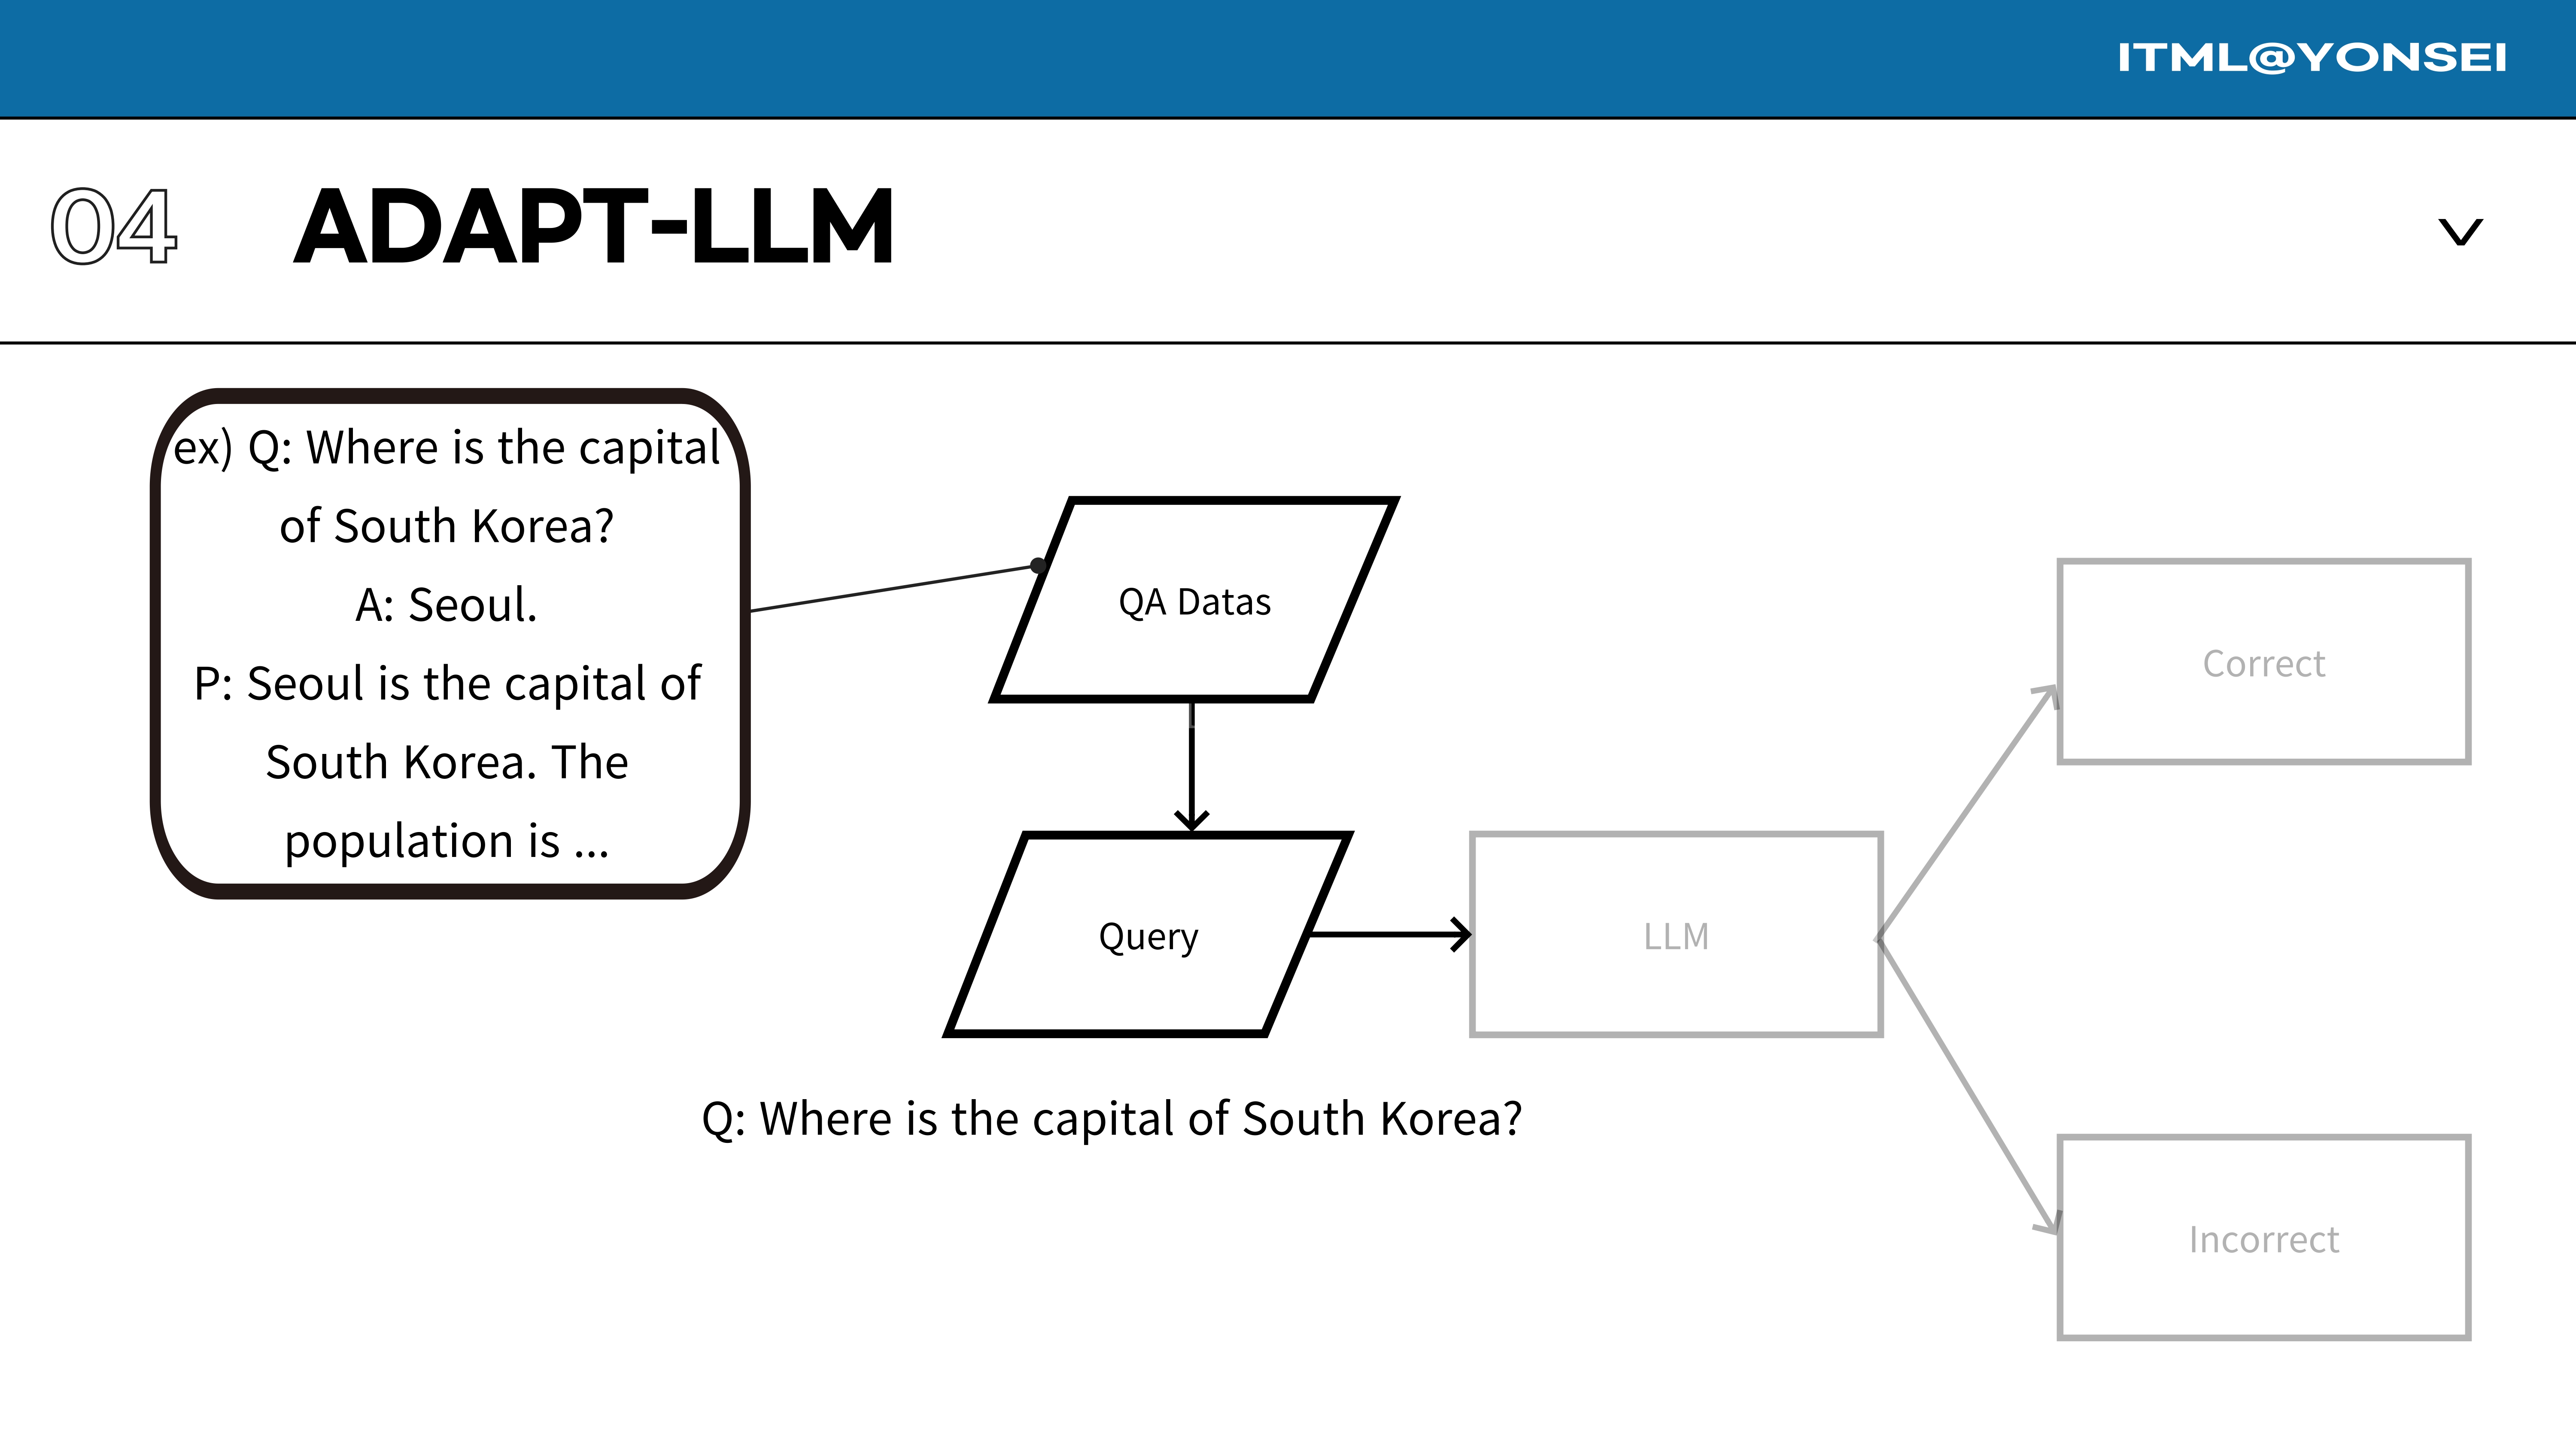 ITML@YONSEI
04 ADAPT-LLM
ex) Q: Where is the capital
of South Korea?
A: Seoul.
P: Seoul is the capital of
South Korea. The
population is ...
QA Datas
Correct
Query
LLM
Q: Where is the capital of South Korea?
Incorrect